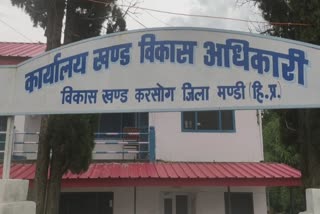 कार्यालय खण्ड विकास अधिकारी
विकास खण्ड करसोग जिला मण्डी (हि.प्र.)